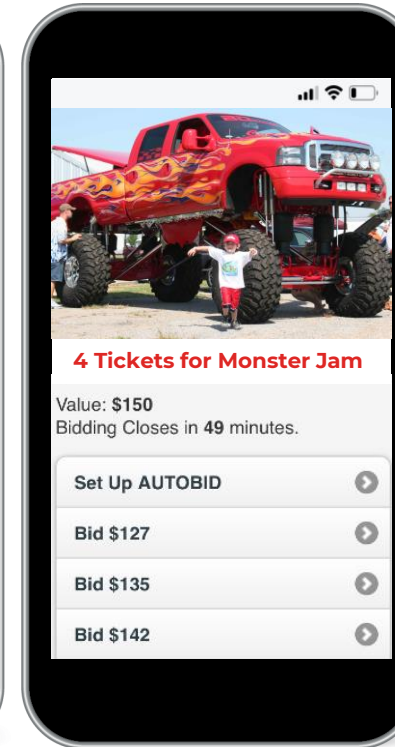 4 Tickets for Monster Jam
Value: $150
Bidding Closes in 49 minutes.
Set Up AUTOBID
Bid $127
Bid $135
Bid $142